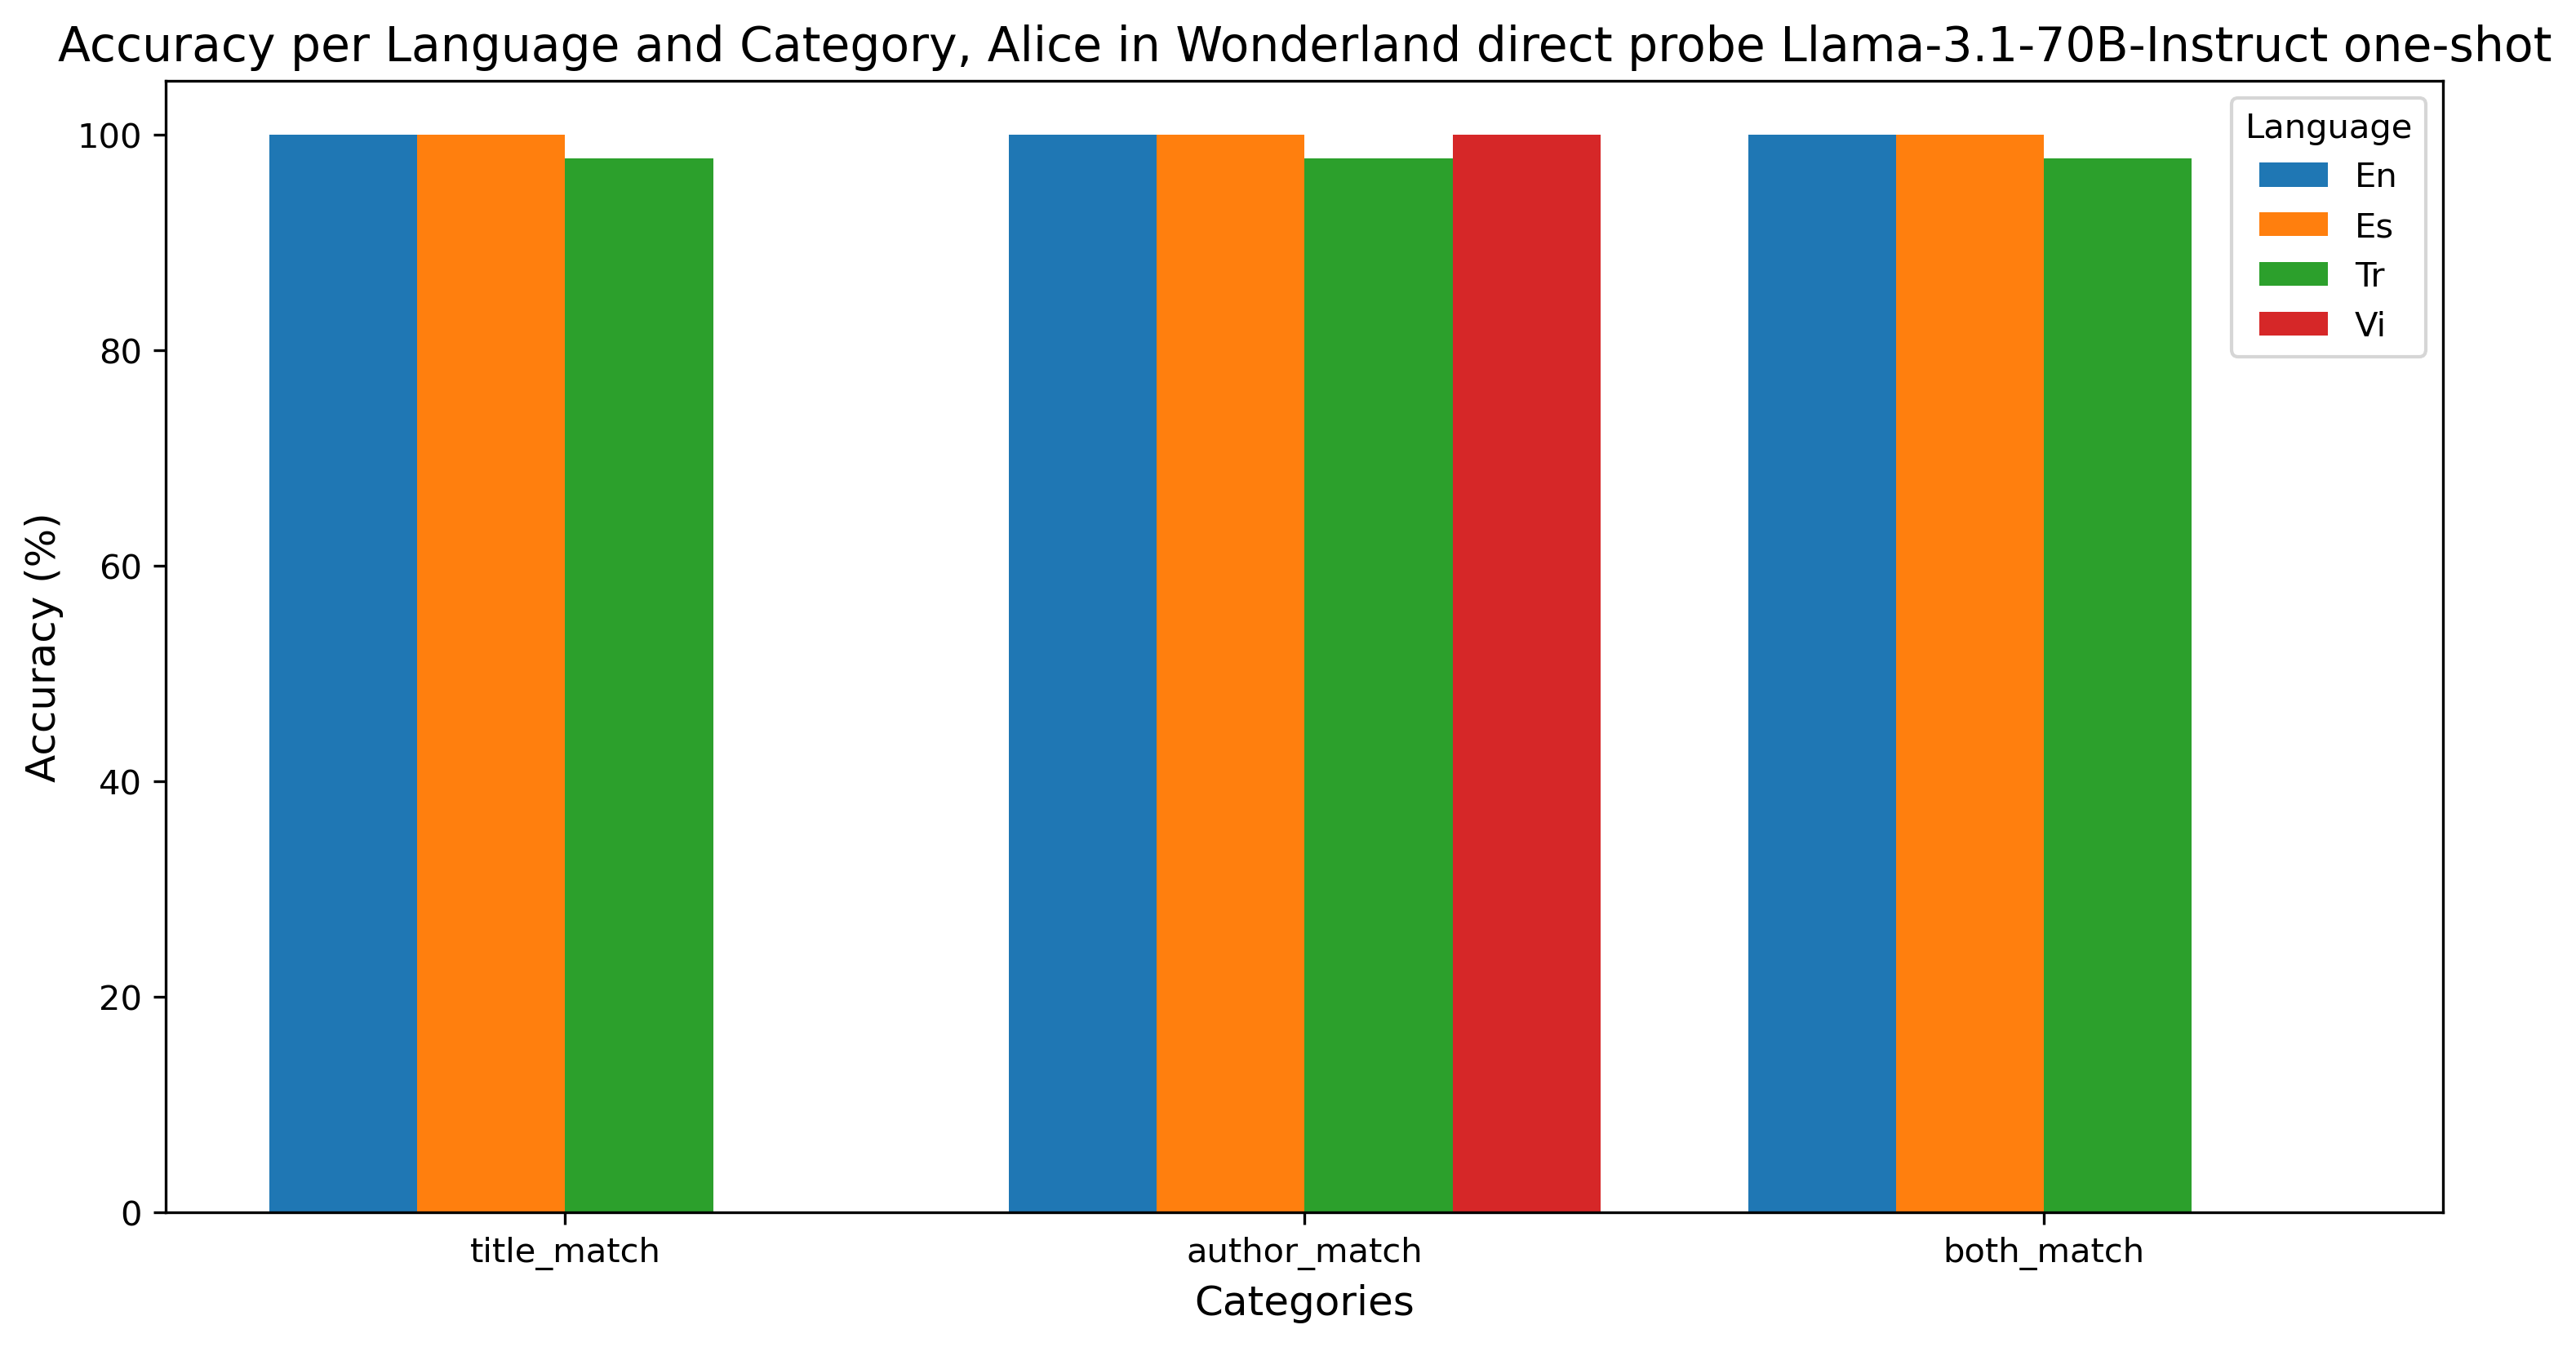 Accuracy per Language and Category, Alice in Wonderland direct probe Llama-3.1-70B-Instruct one-shot
Language
En
Es
Tr
Vi
Accuracy (%)
100
80
60
40
20
0
title_match
author_match
both_match
Categories